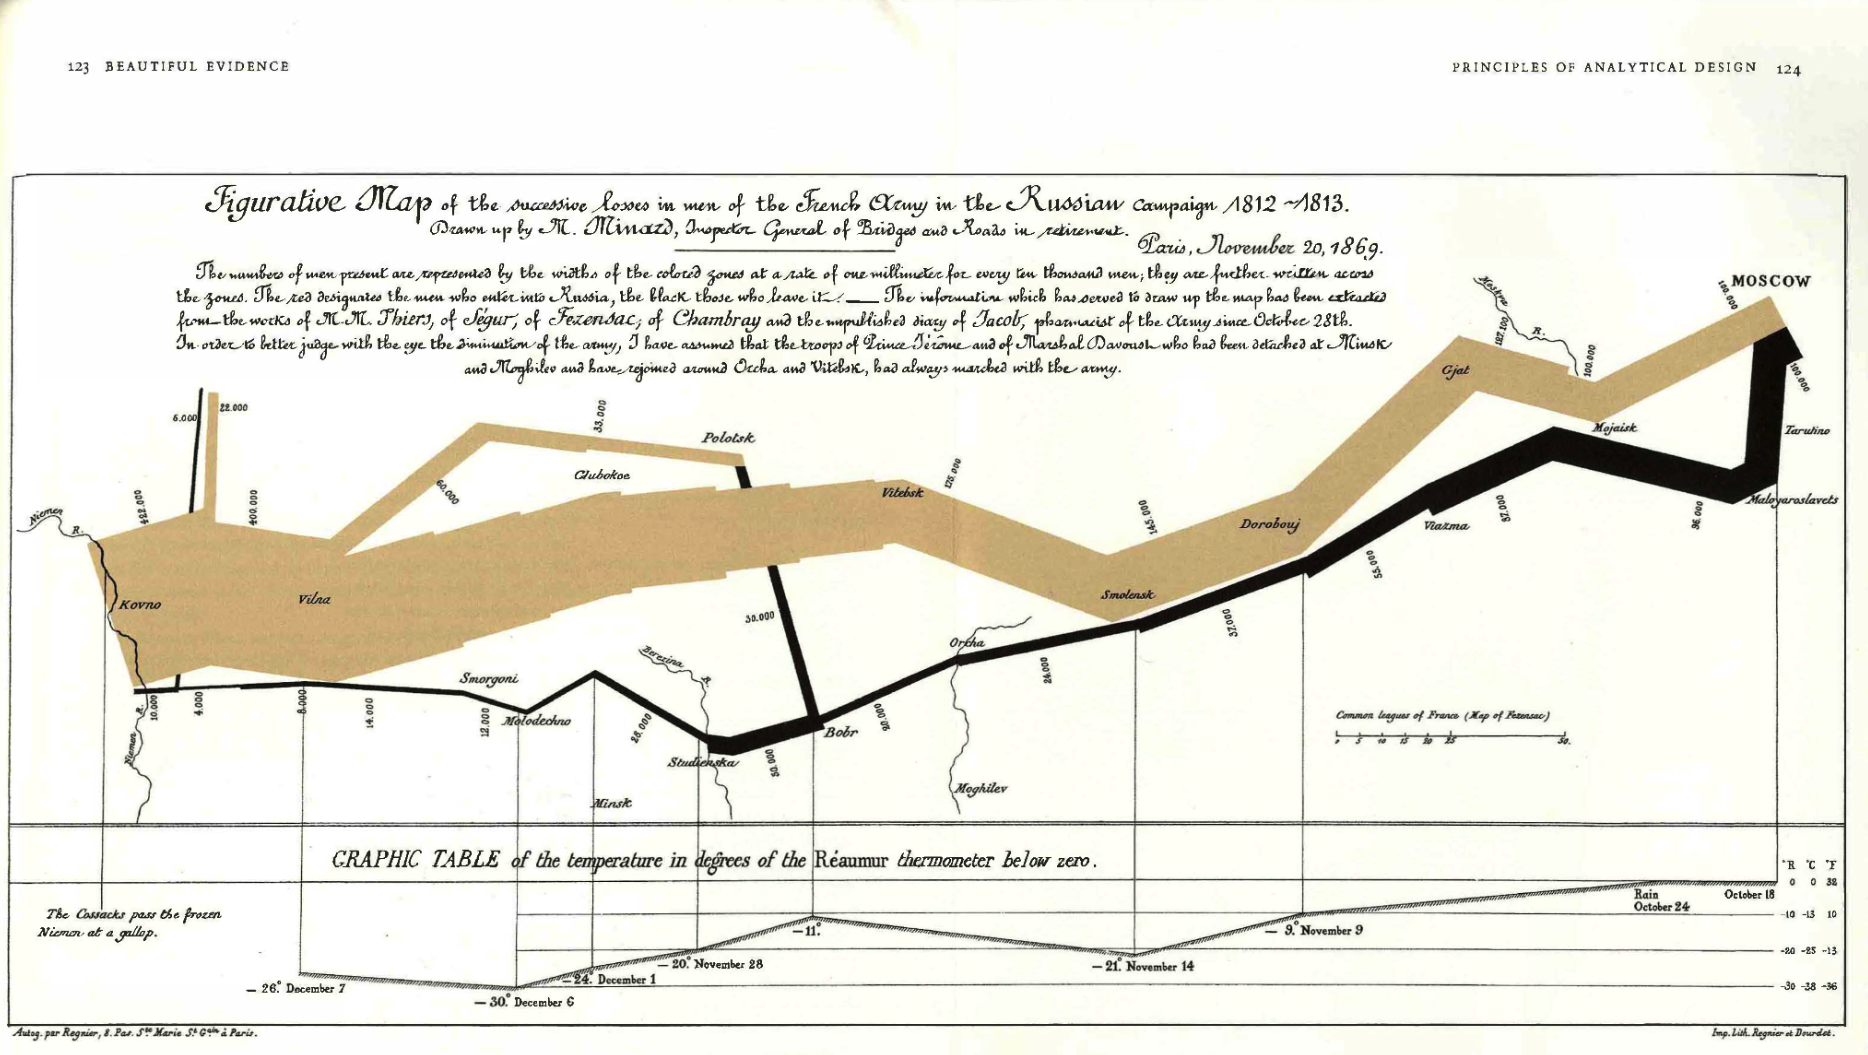 123 BEAUTIFUL EVIDENCE
PRINCIPLES OF ANALYTICAL DESIGN 124
Figurative Map of the successive losses in men of the French Army in the Russian campaign 1812~1813.
Drawn up by M. Minard, Inspector General of Bridges and Roads in retirement.
Paris, November 20, 1869.
The numbers of men present are represented by the widths of the colored zones at a rate of one millimeter for every ten thousand men; they are further written across
the zones. The red designates the men who enter into Russia, the black those who leave it. — The information which has served to draw up the map has been extracted
from the works of M.M. Thiers, of Ségur, of Fezensac, of Chambray and the unpublished diary of Jacob, pharmacist of the Army since October 28th.
In order to better judge with the eye the diminution of the army, I have assumed that the troops of Prince Jérôme and of Marshal Davoush who had been detached at Minsk
and Moghilev and have rejoined around Orcha and Vitebsk, had always marched with the army.
MOSCOW
100.000
Moskva R.
127.100
100.000
100.000
Gjat
Mojaisk
Tarutino
Maloyaroslavets
6.000
22.000
33.000
Polotsk
Glubokoe
60.000
Vitebsk
175.000
145.000
Dorobouj
Viazma
87.000
96.000
55.000
422.000
400.000
Niemen R.
Kovno
Vilna
Smolensk
37.000
30.000
Orcha
24.000
Berezina R.
Smorgoni
Molodechno
10.000
4.000
8.000
14.000
12.000
28.000
Studienska
50.000
Bobr
20.000
Niemen R.
Minsk
Moghilev
Common leagues of France (Map of Fezensac)
0 5 10 15 20 25 50.
GRAPHIC TABLE of the temperature in degrees of the Réaumur thermometer below zero.
°R °C °F
0 0 32
-10 -13 10
-20 -25 -13
-30 -38 -36
The Cossacks pass the frozen
Niemen at a gallop.
Rain
October 24
October 18
— 9.° November 9
— 21.° November 14
— 11.°
— 20.° November 28
— 24.° December 1
— 30.° December 6
— 26.° December 7
Autog. par Regnier, 8. Pas. Ste Marie St Gain à Paris.
Imp. Lith. Regnier et Dourdet.